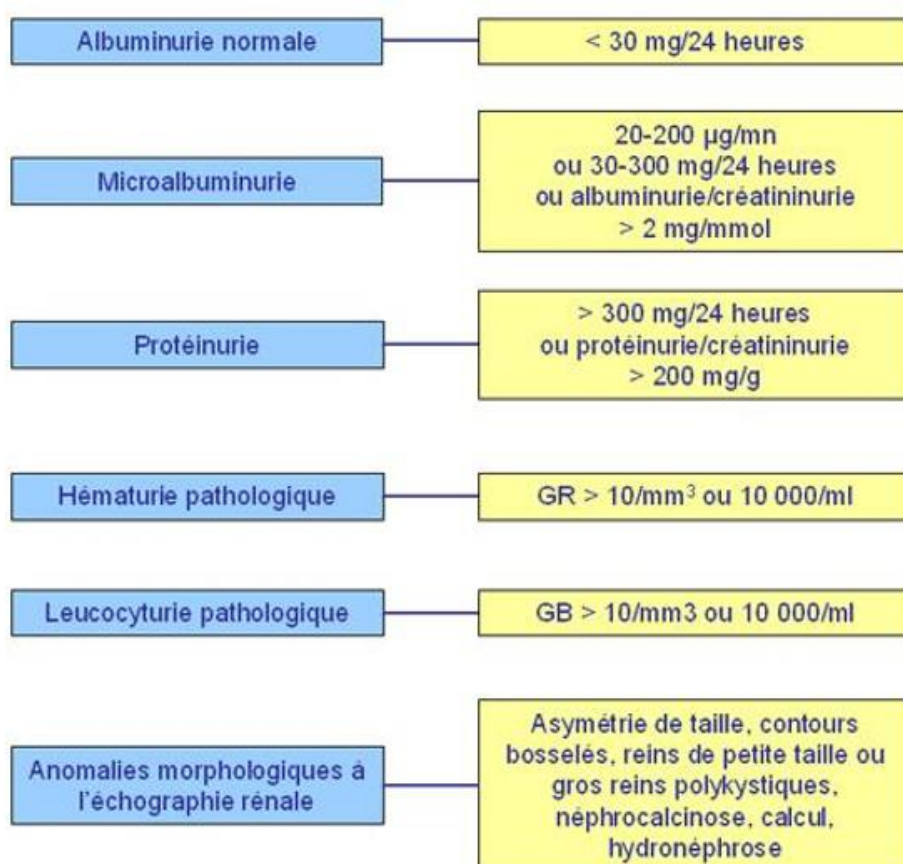 Albuminurie normale
< 30 mg/24 heures
Microalbuminurie
20-200 µg/mn
ou 30-300 mg/24 heures
ou albuminurie/créatininurie
> 2 mg/mmol
Protéinurie
> 300 mg/24 heures
ou protéinurie/créatininurie
> 200 mg/g
Hématurie pathologique
GR > 10/mm³ ou 10 000/ml
Leucocyturie pathologique
GB > 10/mm3 ou 10 000/ml
Anomalies morphologiques à
l'échographie rénale
Asymétrie de taille, contours
bosselés, reins de petite taille ou
gros reins polykystiques,
néphrocalcinose, calcul,
hydronéphrose